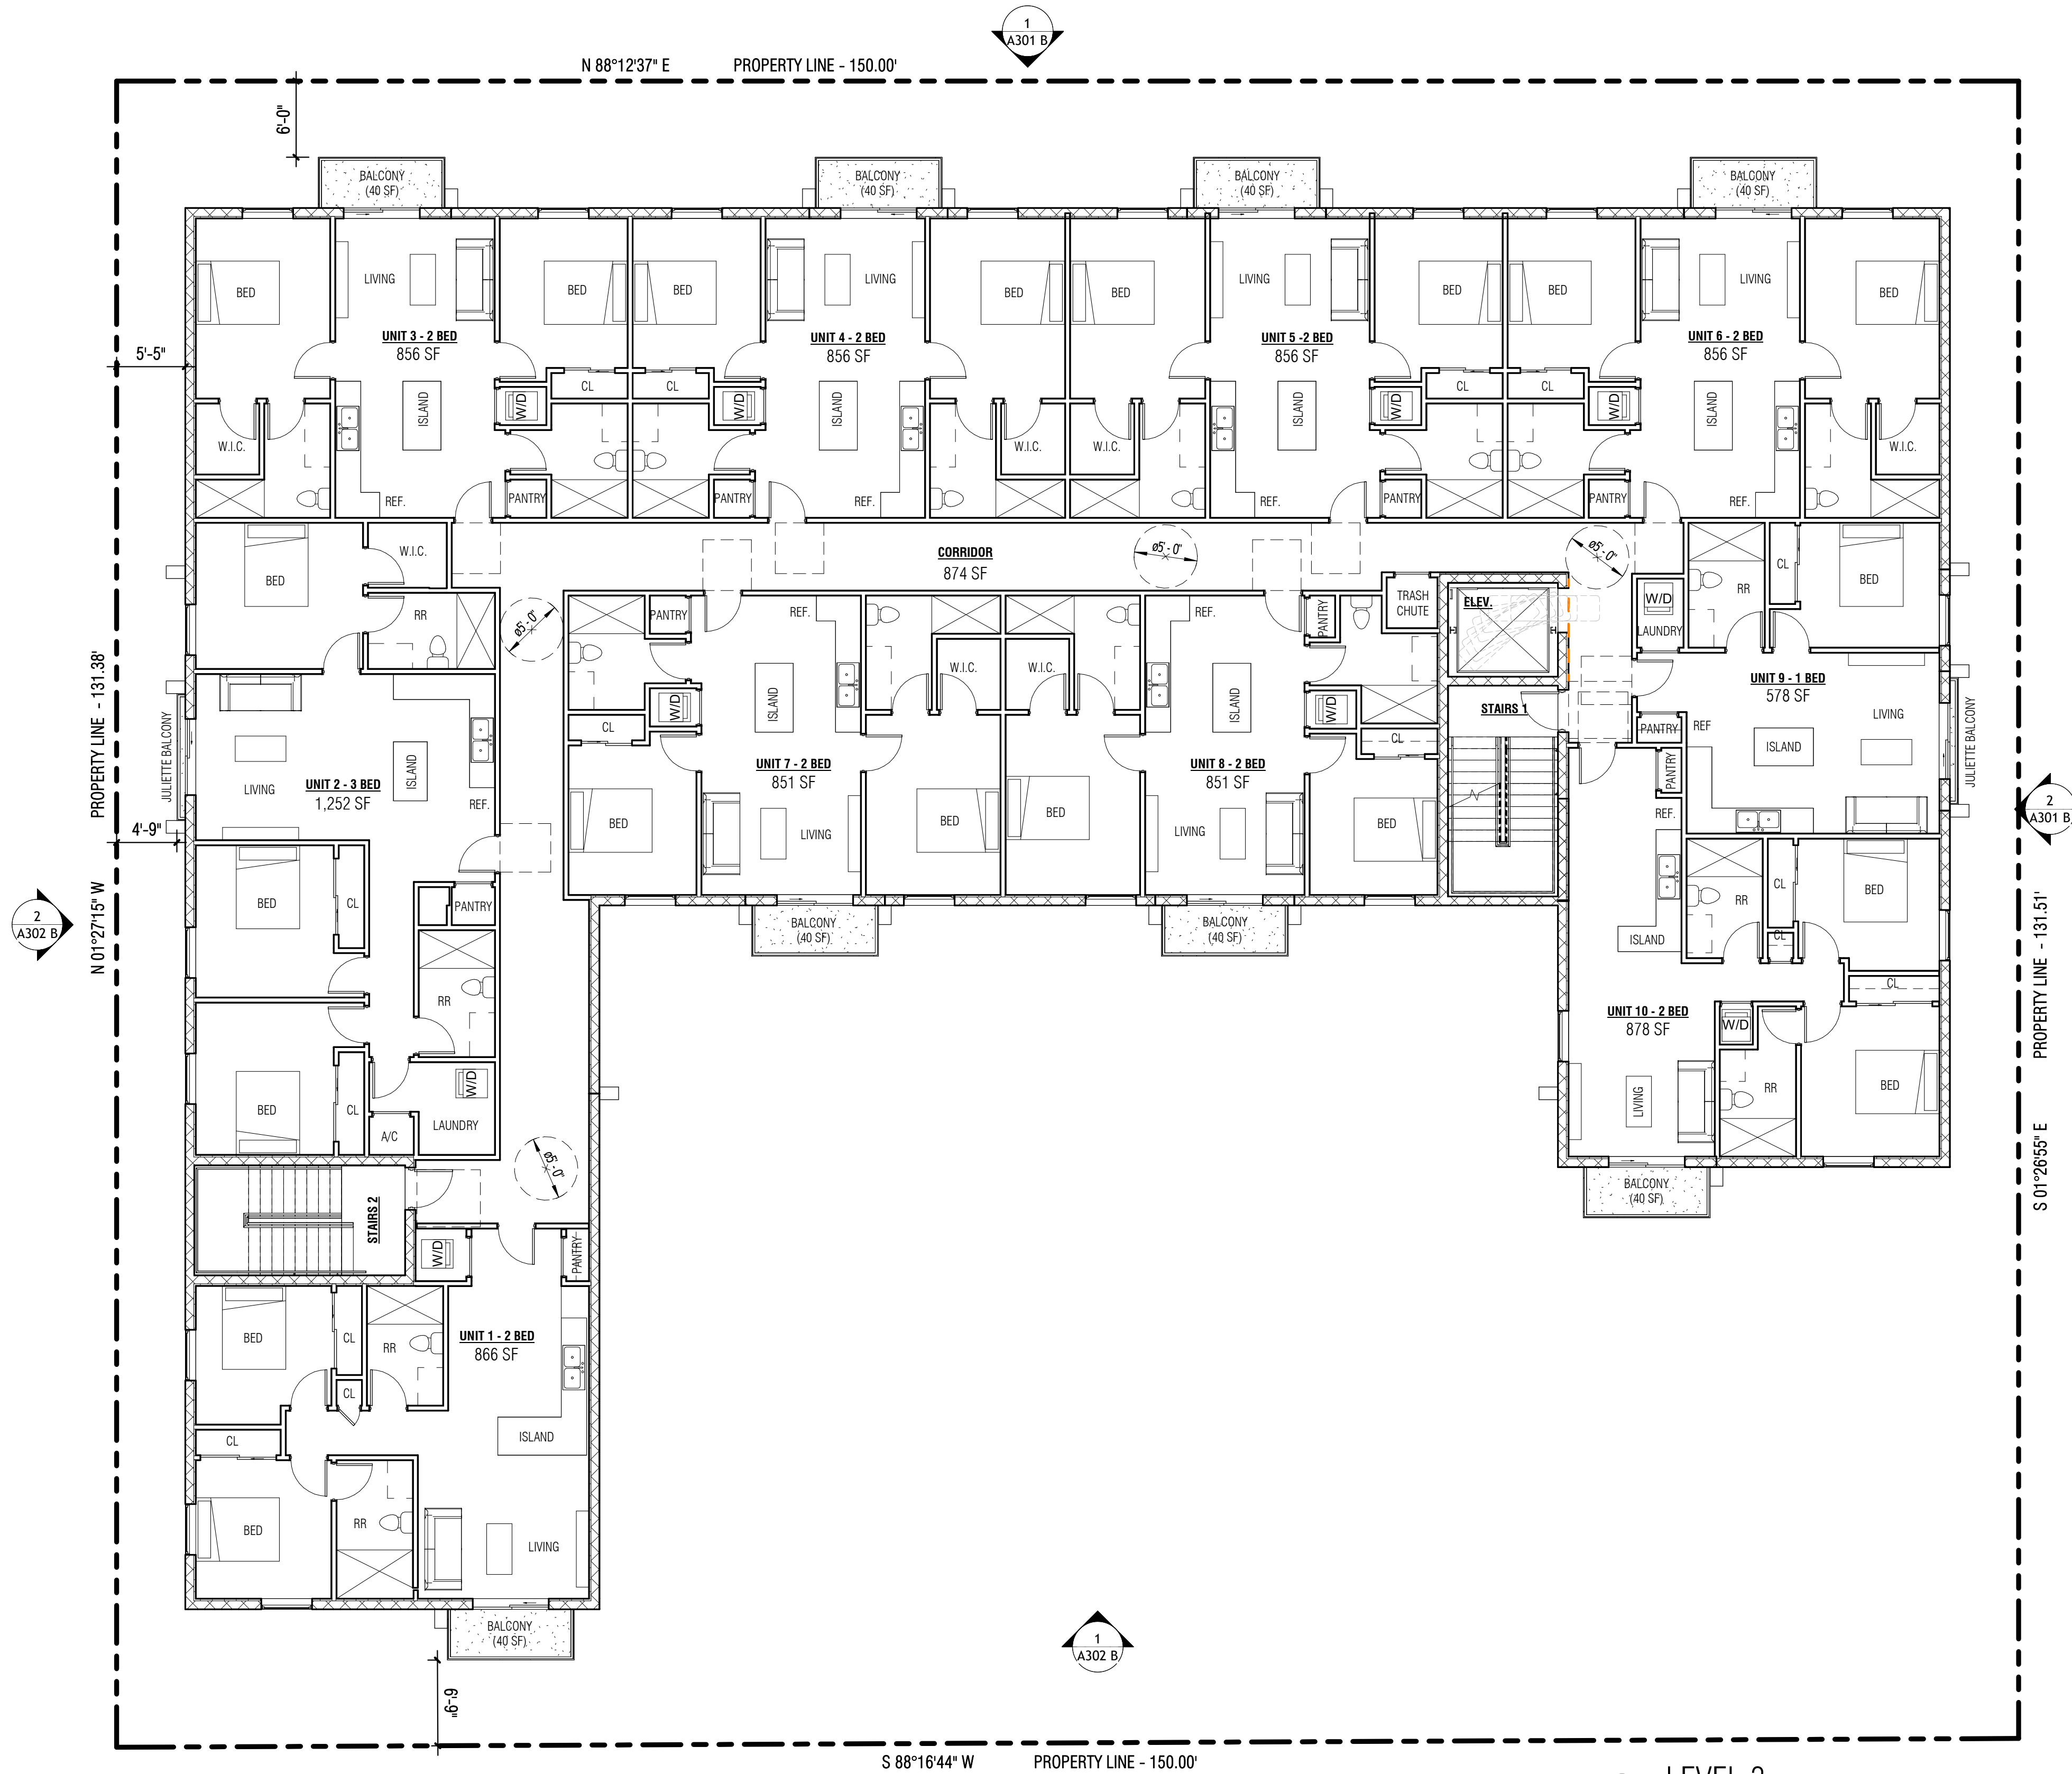 1
A301 B
N 88°12'37" E PROPERTY LINE - 150.00'
6'-0"
BALCONY
(40 SF)
BALCONY
(40 SF)
BALCONY
(40 SF)
BALCONY
(40 SF)
BED
LIVING
BED
BED
LIVING
BED
BED
LIVING
BED
BED
LIVING
BED
UNIT 3 - 2 BED
856 SF
UNIT 4 - 2 BED
856 SF
UNIT 5 -2 BED
856 SF
UNIT 6 - 2 BED
856 SF
5'-5"
ISLAND
W/D
CL
CL
W/D
ISLAND
ISLAND
W/D
CL
CL
W/D
ISLAND
W.I.C.
W.I.C.
W.I.C.
W.I.C.
REF.
PANTRY
PANTRY
REF.
REF.
PANTRY
PANTRY
REF.
BED
W.I.C.
CORRIDOR
874 SF
ø5'-0"
ø5'-0"
RR
CL
BED
ø5'-0"
RR
PANTRY
REF.
REF.
PANTRY
TRASH
CHUTE
ELEV.
W/D
LAUNDRY
W.I.C.
W.I.C.
ISLAND
W/D
ISLAND
W/D
CL
CL
STAIRS 1
UNIT 9 - 1 BED
578 SF
LIVING
PANTRY
REF
ISLAND
JULIETTE BALCONY
PROPERTY LINE - 131.38'
N 01°27'15" W
JULIETTE BALCONY
4'-9"
LIVING
UNIT 2 - 3 BED
1,252 SF
ISLAND
REF.
UNIT 7 - 2 BED
851 SF
UNIT 8 - 2 BED
851 SF
BED
LIVING
BED
BED
LIVING
BED
PANTRY
REF.
2
A301 B
2
A302 B
BED
CL
PANTRY
BALCONY
(40 SF)
BALCONY
(40 SF)
ISLAND
RR
CL
CL
BED
RR
CL
UNIT 10 - 2 BED
878 SF
W/D
PROPERTY LINE - 131.51'
S 01°26'55" E
BED
CL
W/D
LAUNDRY
A/C
LIVING
RR
BED
ø5'-0"
BALCONY
(40 SF)
STAIRS 2
W/D
PANTRY
BED
CL
RR
UNIT 1 - 2 BED
866 SF
CL
CL
ISLAND
BED
RR
LIVING
BALCONY
(40 SF)
1
A302 B
6'-9"
S 88°16'44" W PROPERTY LINE - 150.00'